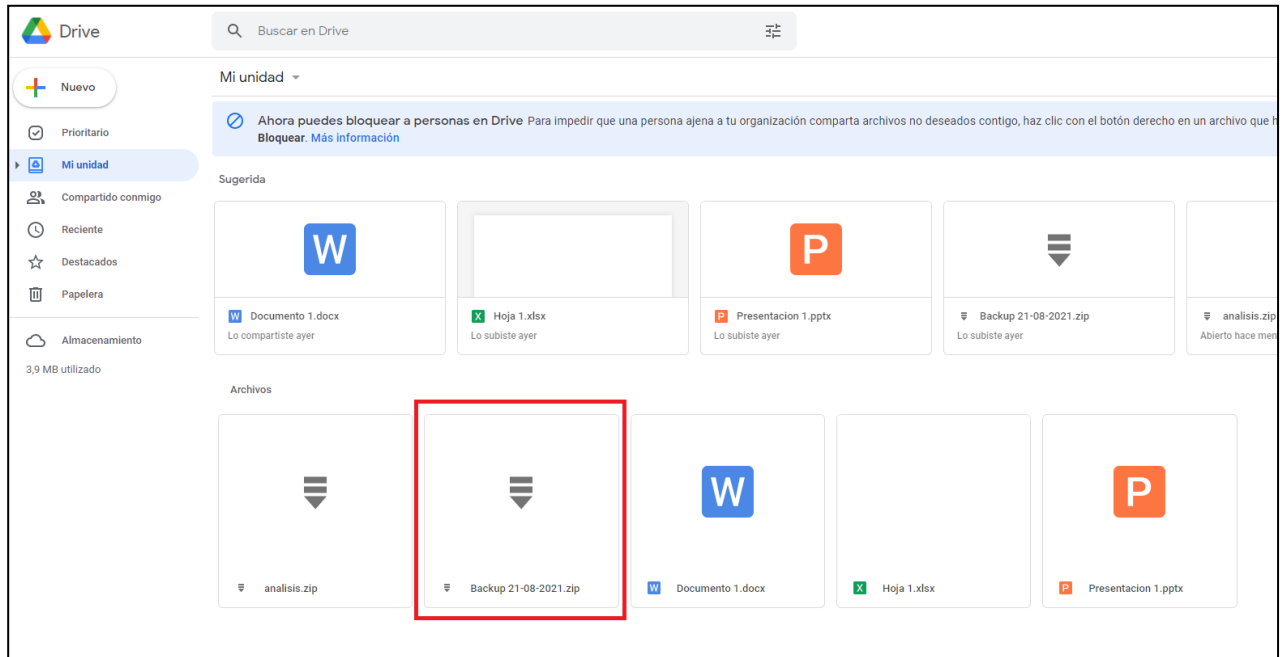 Drive
Buscar en Drive
Nuevo
Mi unidad
Prioritario
Mi unidad
Compartido conmigo
Reciente
Destacados
Papelera
Almacenamiento
3,9 MB utilizado
Ahora puedes bloquear a personas en Drive Para impedir que una persona ajena a tu organización comparta archivos no deseados contigo, haz clic con el botón derecho en un archivo que h
Bloquear. Más información
Sugerida
W
P
W Documento 1.docx
X Hoja 1.xlsx
P Presentacion 1.pptx
Backup 21-08-2021.zip
analisis.zip
Lo compartiste ayer
Lo subiste ayer
Lo subiste ayer
Lo subiste ayer
Abierto hace men
Archivos
W
P
analisis.zip
Backup 21-08-2021.zip
W Documento 1.docx
X Hoja 1.xlsx
P Presentacion 1.pptx